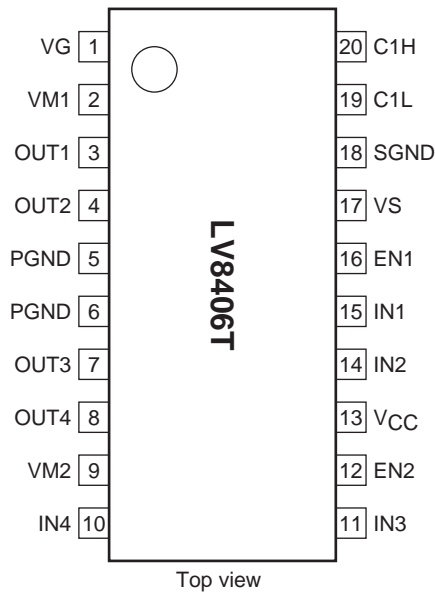 VG 1 20 C1H
VM1 2 19 C1L
OUT1 3 18 SGND
OUT2 4 17 VS
PGND 5 16 EN1
PGND 6 15 IN1
OUT3 7 14 IN2
OUT4 8 13 VCC
VM2 9 12 EN2
IN4 10 11 IN3
LV8406T
Top view